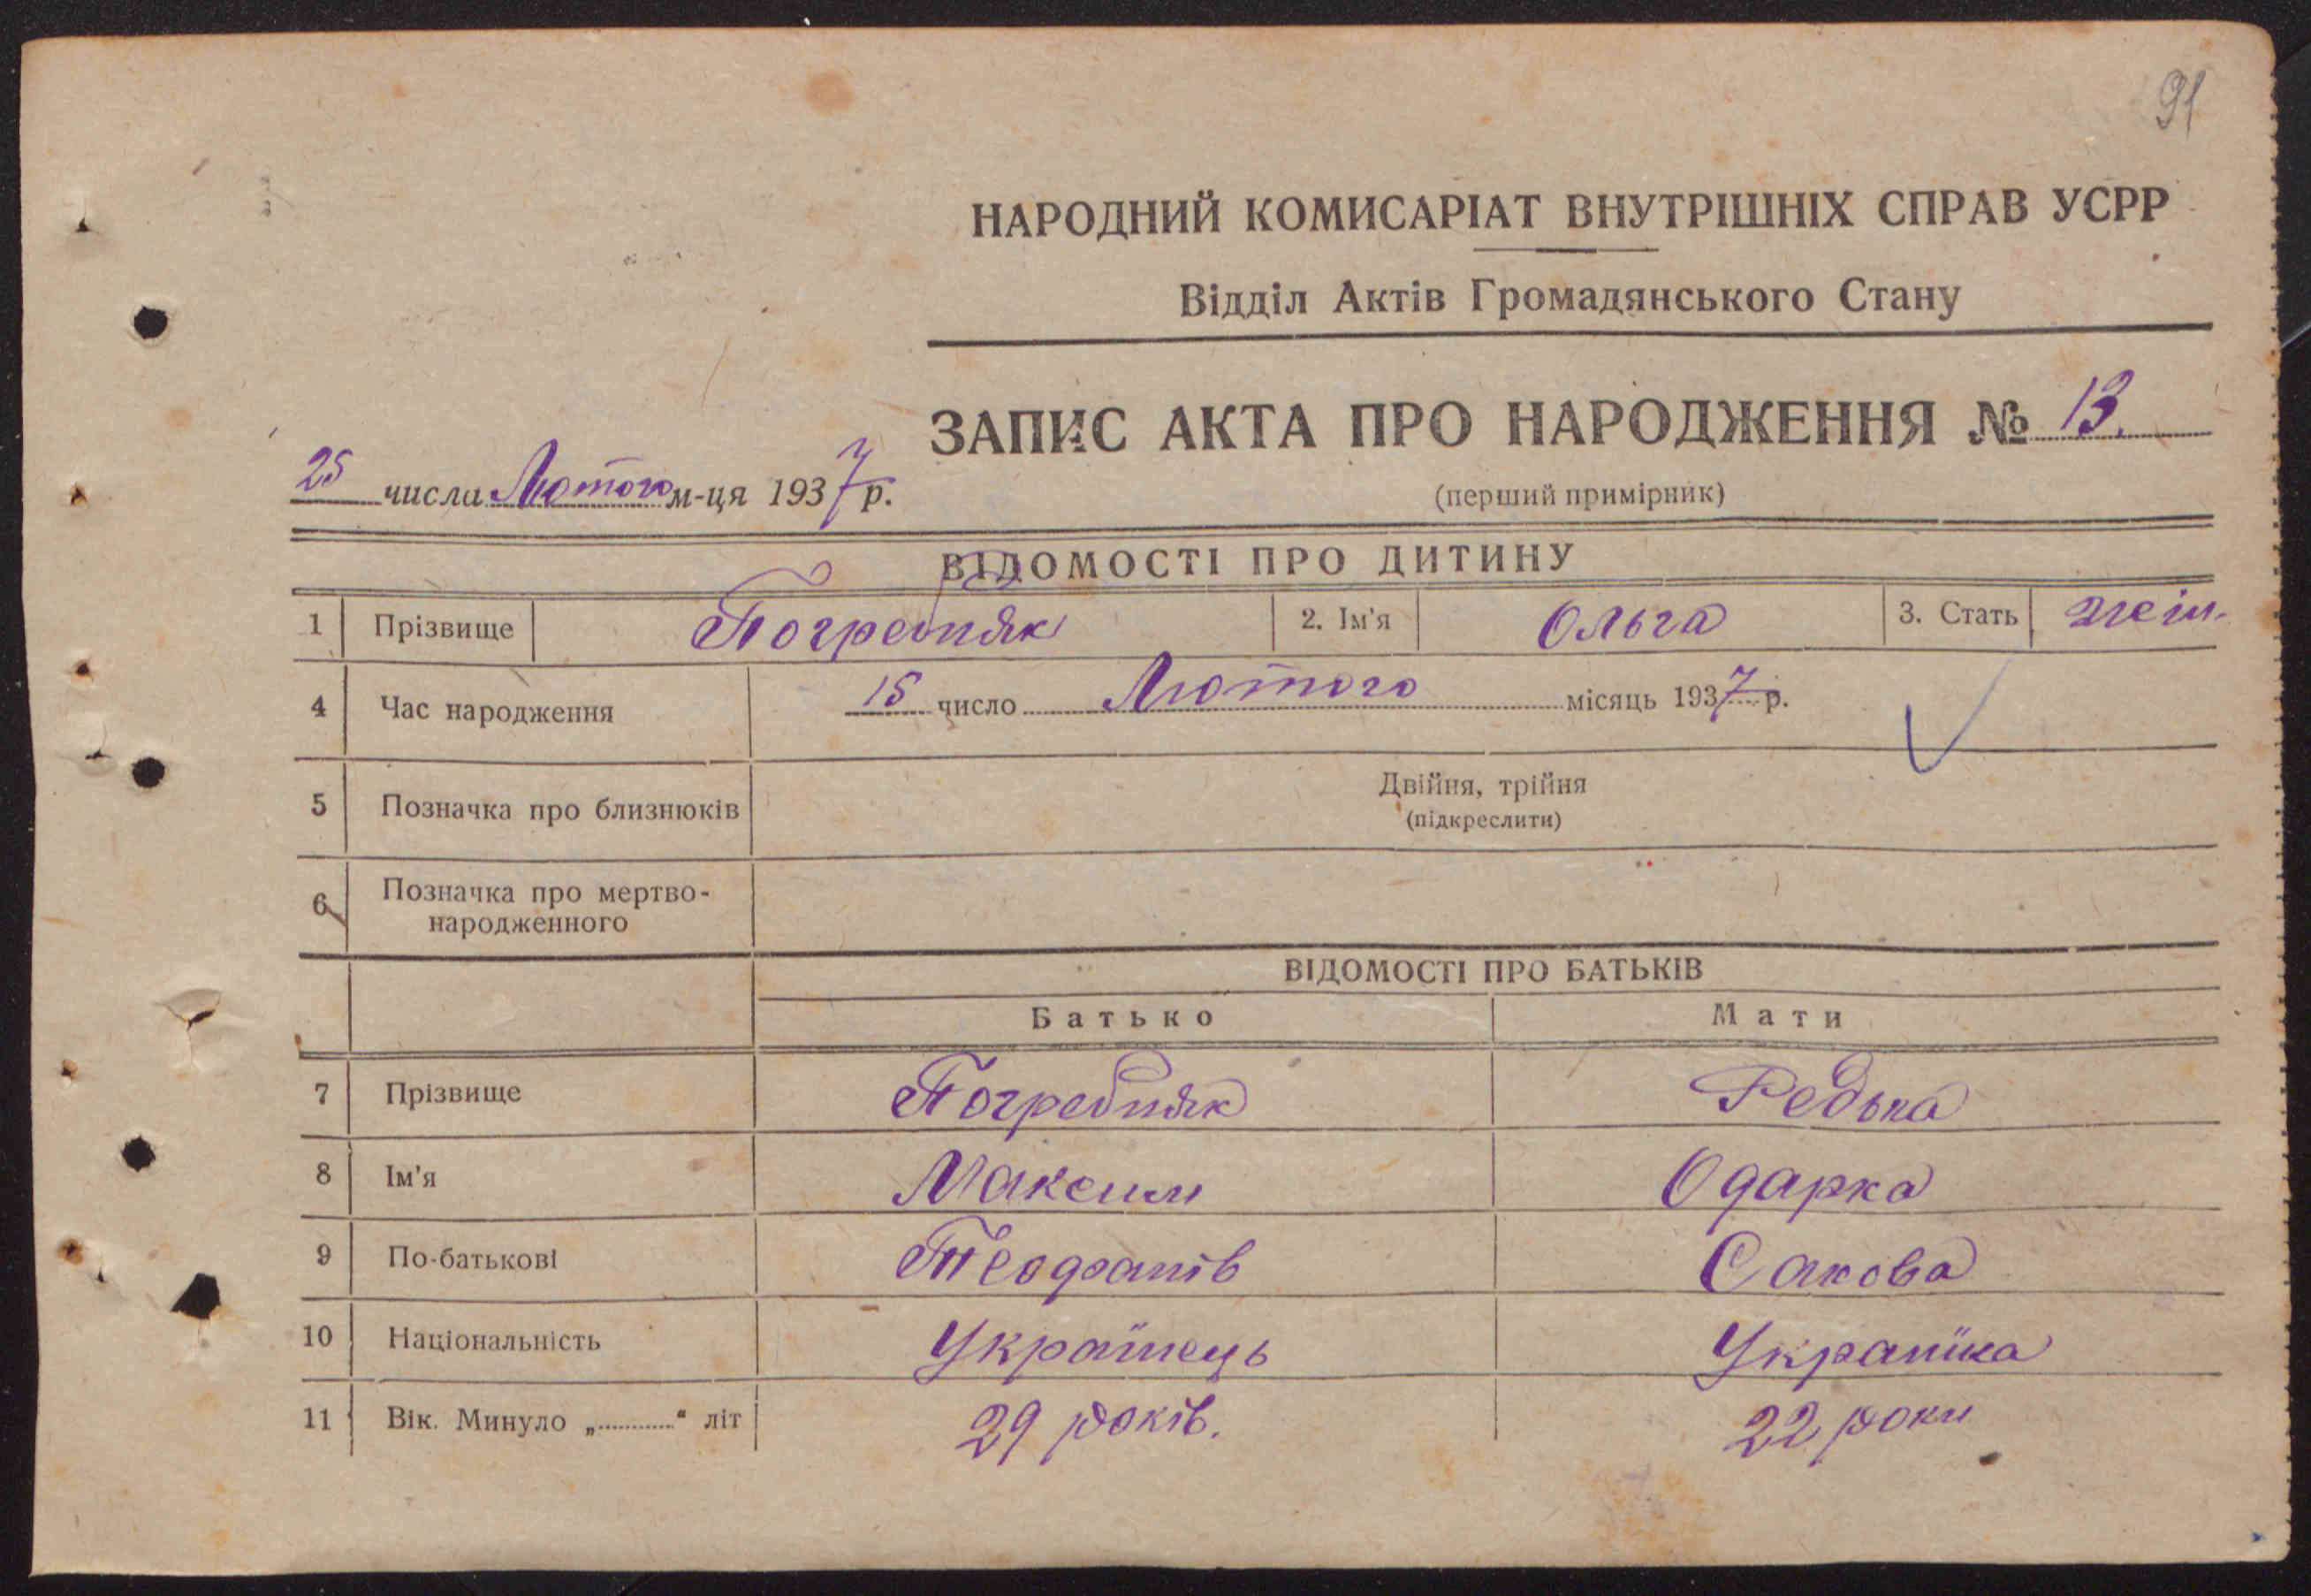 91
НАРОДНИЙ КОМИСАРІАТ ВНУТРІШНІХ СПРАВ УСРР
Відділ Актів Громадянського Стану
ЗАПИС АКТА ПРО НАРОДЖЕННЯ № 13.
25 числа Лютого м-ця 1937 р.
(перший примірник)
ВІДОМОСТІ ПРО ДИТИНУ
1 Прізвище Погребняк 2. Ім'я Ольга 3. Стать жін.
4 Час народження 15 число Лютого місяць 1937 р.
5 Позначка про близнюків Двійня, трійня
(підкреслити)
6 Позначка про мертво-
народженного
ВІДОМОСТІ ПРО БАТЬКІВ
Батько Мати
7 Прізвище Погребняк Редька
8 Ім'я Максим Одарка
9 По-батькові Теофанів Сакова
10 Національність Українець Українка
11 Вік. Минуло „............“ літ 29 років. 22 роки